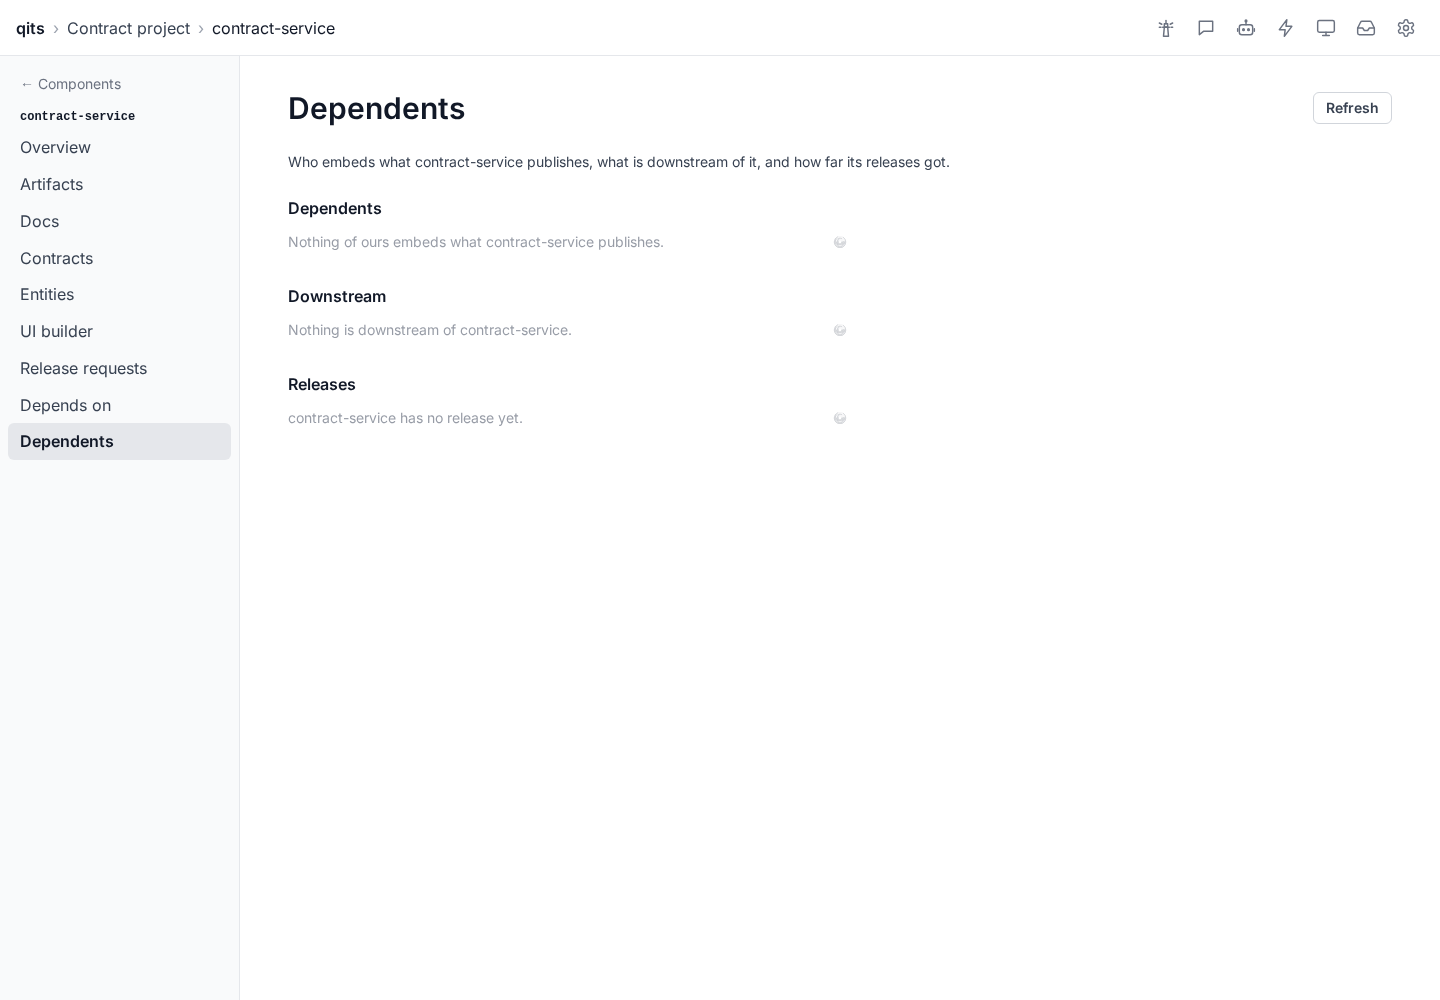 qits › Contract project › contract-service
← Components
contract-service
Overview
Artifacts
Docs
Contracts
Entities
UI builder
Release requests
Depends on
Dependents
Dependents
Refresh
Who embeds what contract-service publishes, what is downstream of it, and how far its releases got.
Dependents
Nothing of ours embeds what contract-service publishes.
Downstream
Nothing is downstream of contract-service.
Releases
contract-service has no release yet.